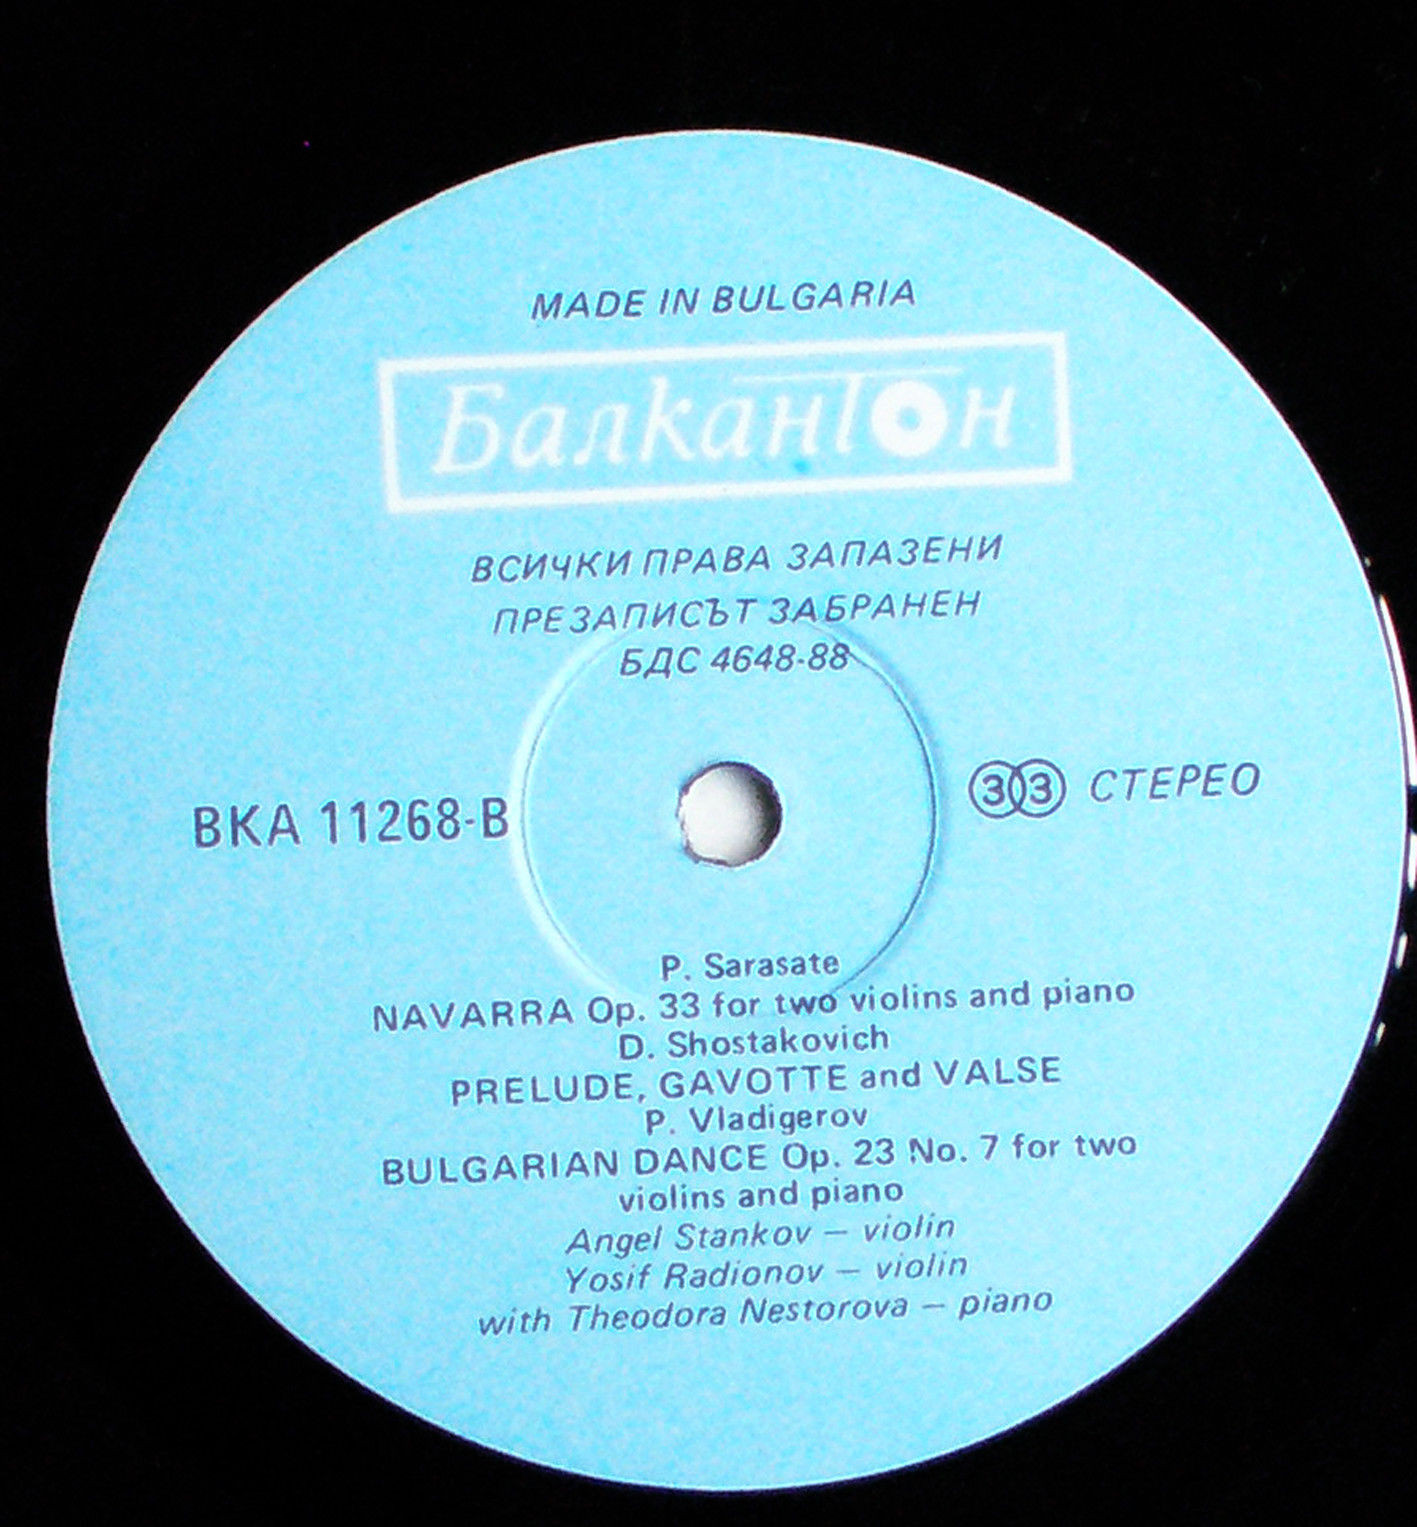 MADE IN BULGARIA
Балкантон
ВСИЧКИ ПРАВА ЗАПАЗЕНИ
ПРЕЗАПИСЪТ ЗАБРАНЕН
БДС 4648-88
ВКА 11268-В
33 СТЕРЕО
P. Sarasate
NAVARRA Op. 33 for two violins and piano
D. Shostakovich
PRELUDE, GAVOTTE and VALSE
P. Vladigerov
BULGARIAN DANCE Op. 23 No. 7 for two
violins and piano
Angel Stankov – violin
Yosif Radionov – violin
with Theodora Nestorova – piano